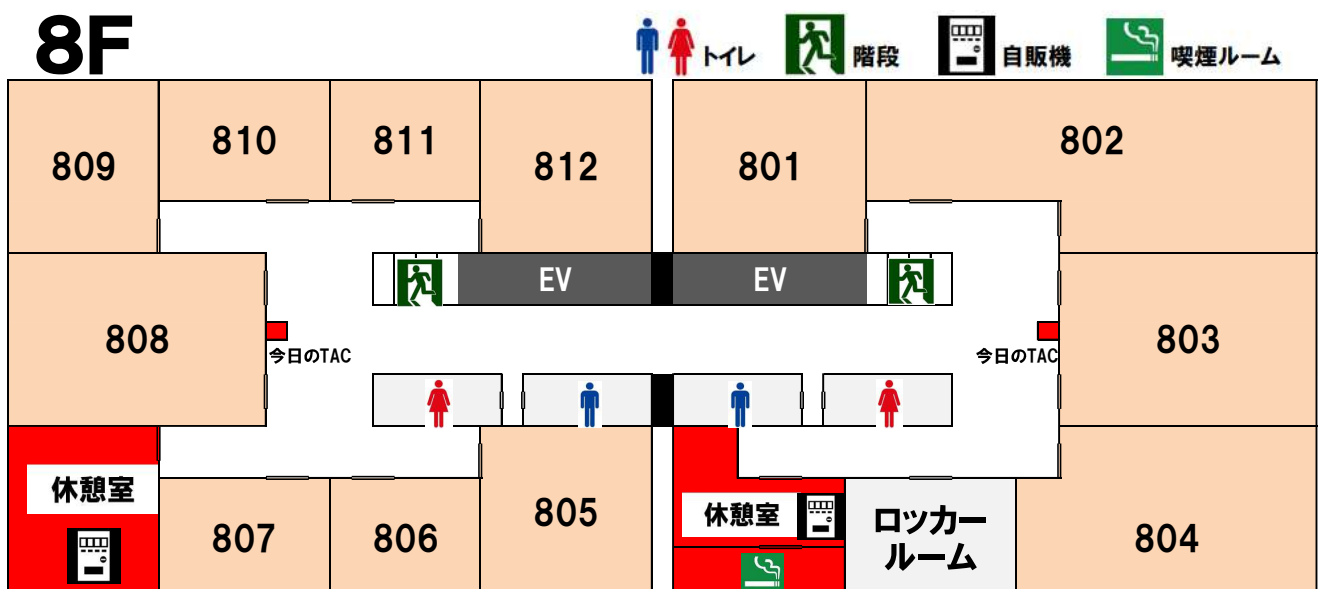 8F
トイレ 階段 自販機 喫煙ルーム
809 810 811 812 801 802
EV EV
808 803
今日のTAC 今日のTAC
休憩室
807 806 805
休憩室
ロッカー
ルーム
804